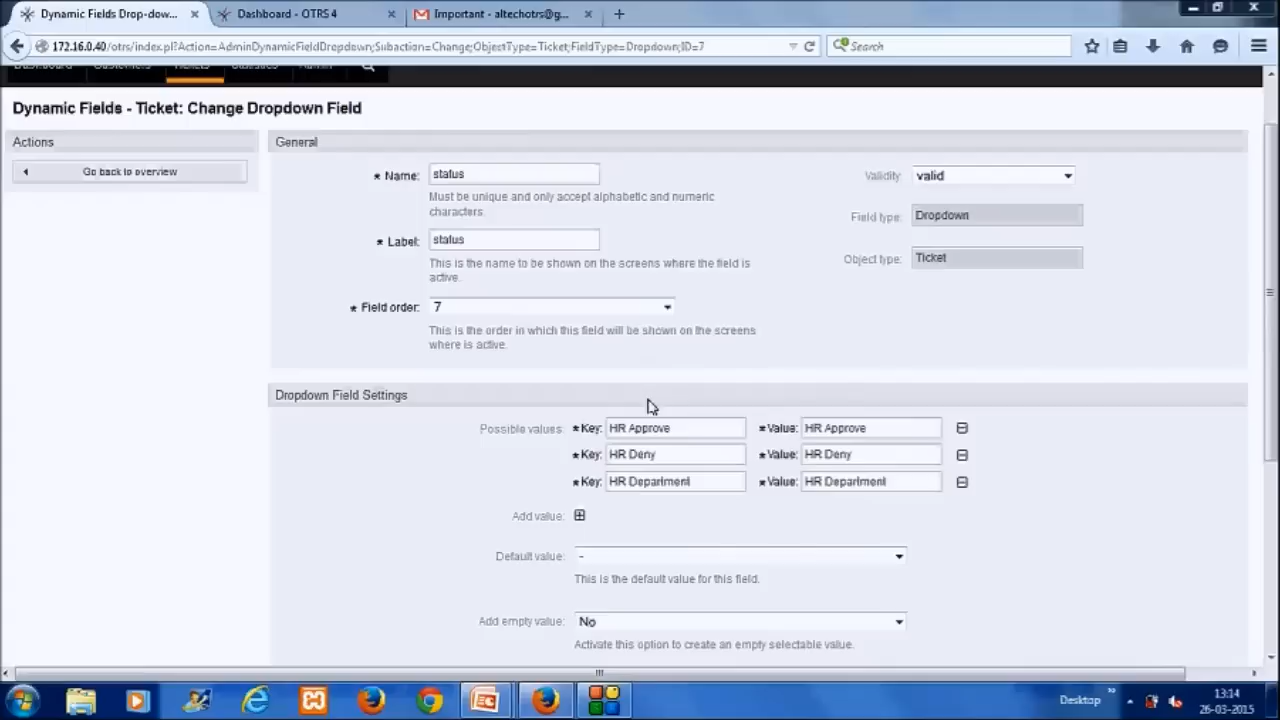 Dynamic Fields Drop-dow...
Dashboard - OTRS 4
Important - altechotrs@g...
172.16.0.40/otrs/index.pl?Action=AdminDynamicFieldDropdown;Subaction=Change;ObjectType=Ticket;FieldType=Dropdown;ID=7
Search
Dashboard Customers Tickets Statistics Admin
Dynamic Fields - Ticket: Change Dropdown Field
Actions
Go back to overview
General
* Name: status
Must be unique and only accept alphabetic and numeric
characters.
* Label: status
This is the name to be shown on the screens where the field is
active.
* Field order: 7
This is the order in which this field will be shown on the screens
where is active.
Validity: valid
Field type: Dropdown
Object type: Ticket
Dropdown Field Settings
Possible values: * Key: HR Approve * Value: HR Approve
* Key: HR Deny * Value: HR Deny
* Key: HR Department * Value: HR Department
Add value:
Default value: -
This is the default value for this field.
Add empty value: No
Activate this option to create an empty selectable value.
Desktop
13:14
26-03-2015